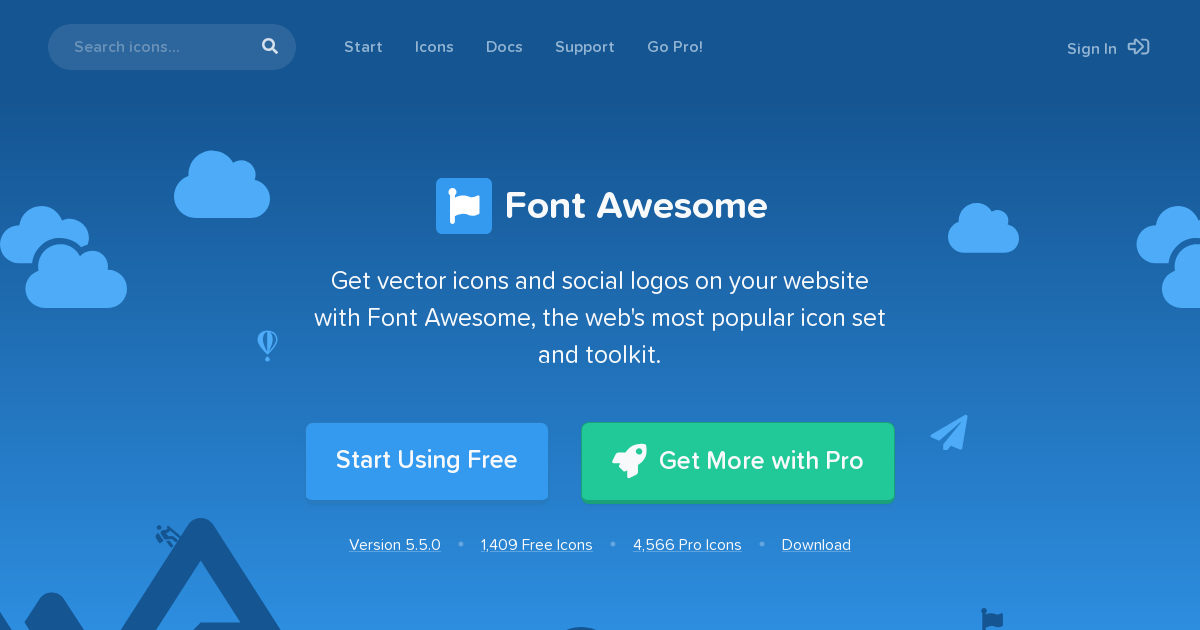 Search icons...
Start
Icons
Docs
Support
Go Pro!
Sign In
Font Awesome
Get vector icons and social logos on your website
with Font Awesome, the web's most popular icon set
and toolkit.
Start Using Free
Get More with Pro
Version 5.5.0 • 1,409 Free Icons • 4,566 Pro Icons • Download